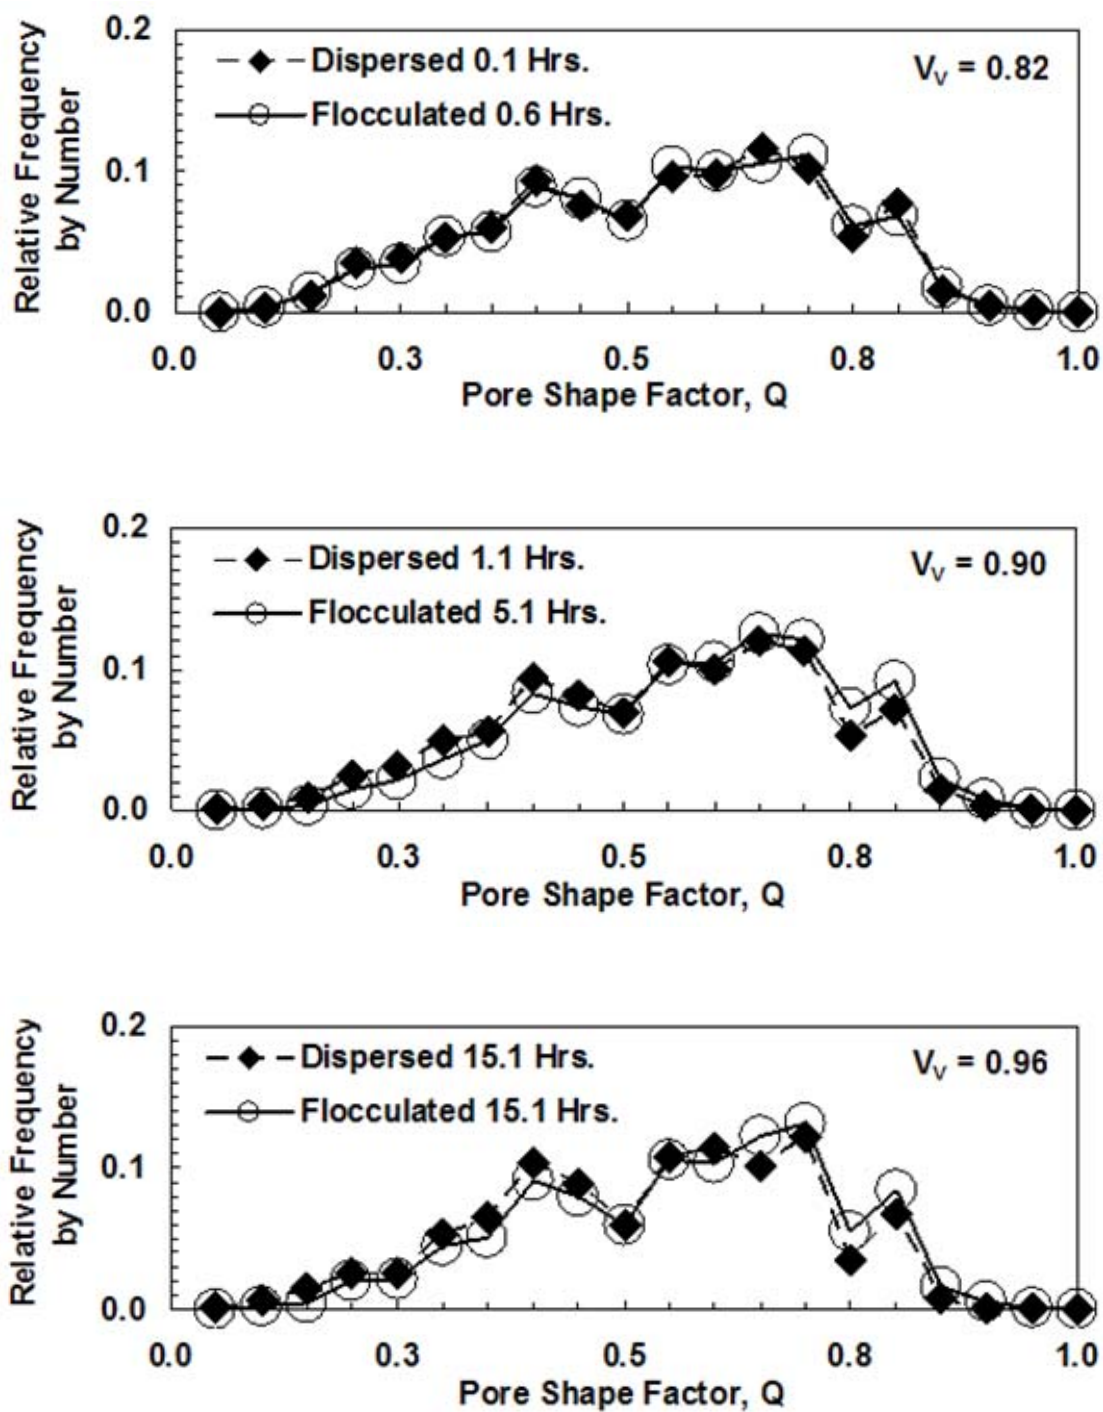 0.2
Dispersed 0.1 Hrs.
V_v = 0.82
Flocculated 0.6 Hrs.
Relative Frequency
by Number
0.1
0.0
0.0 0.3 0.5 0.8 1.0
Pore Shape Factor, Q
0.2
Dispersed 1.1 Hrs.
V_v = 0.90
Flocculated 5.1 Hrs.
Relative Frequency
by Number
0.1
0.0
0.0 0.3 0.5 0.8 1.0
Pore Shape Factor, Q
0.2
Dispersed 15.1 Hrs.
V_v = 0.96
Flocculated 15.1 Hrs.
Relative Frequency
by Number
0.1
0.0
0.0 0.3 0.5 0.8 1.0
Pore Shape Factor, Q